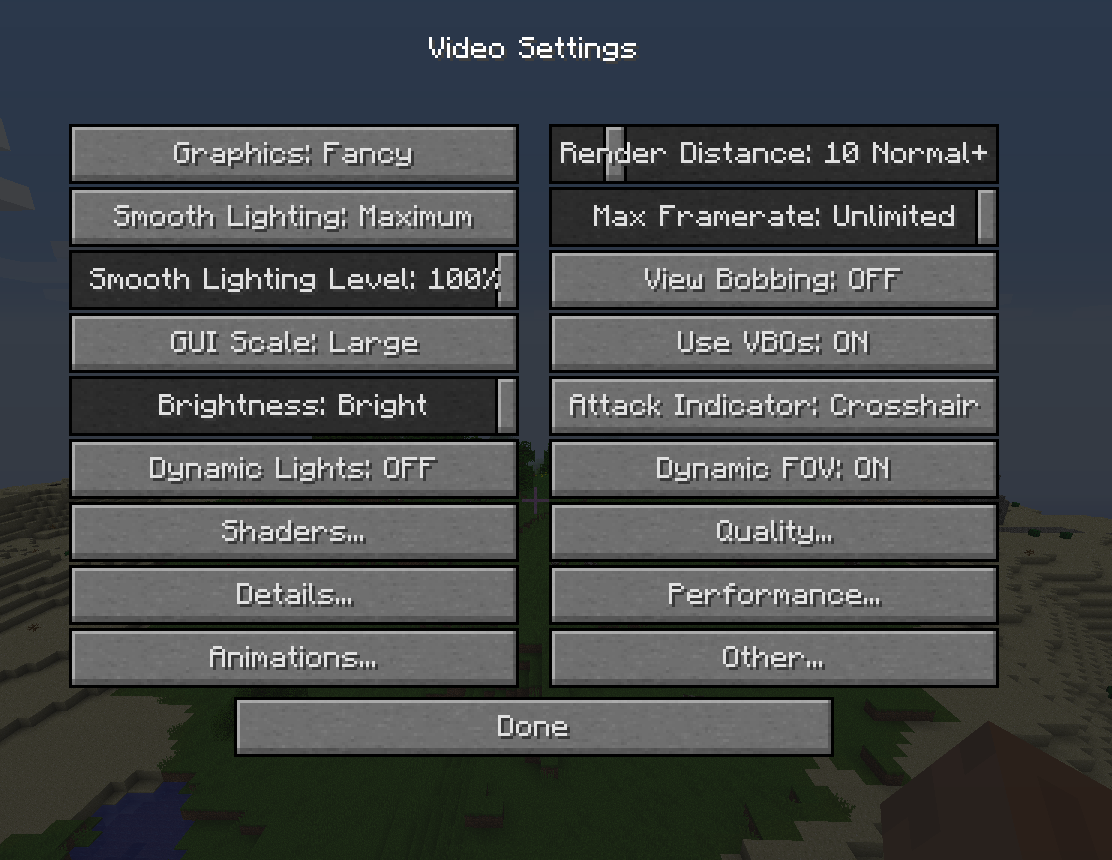 Video Settings
Graphics: Fancy
Render Distance: 10 Normal+
Smooth Lighting: Maximum
Max Framerate: Unlimited
Smooth Lighting Level: 100%
View Bobbing: OFF
GUI Scale: Large
Use VBOs: ON
Brightness: Bright
Attack Indicator: Crosshair
Dynamic Lights: OFF
Dynamic FOV: ON
Shaders...
Quality...
Details...
Performance...
Animations...
Other...
Done